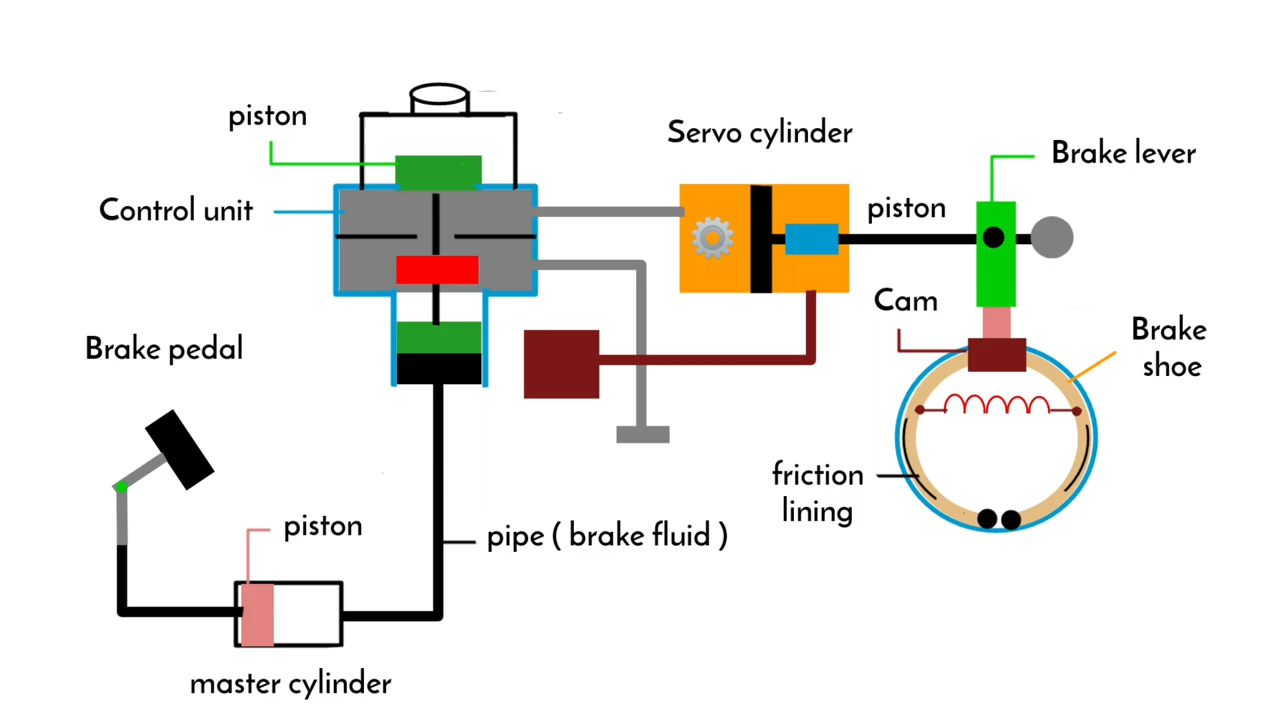 piston
Servo cylinder
Brake lever
Control unit
piston
Cam
Brake pedal
Brake
shoe
friction
lining
piston
pipe ( brake fluid )
master cylinder